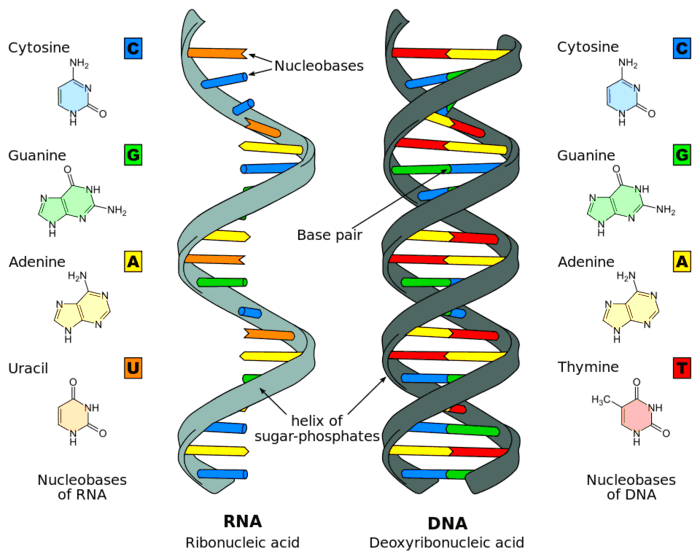 Cytosine C
NH₂
N
N
H
O
Guanine G
O
N
NH
N
H
N
NH₂
Adenine A
H₂N
N
N
N
H
N
Uracil U
O
NH
N
H
O
Nucleobases
of RNA
Nucleobases
Base pair
helix of
sugar-phosphates
RNA
Ribonucleic acid
DNA
Deoxyribonucleic acid
Cytosine C
NH₂
N
N
H
O
Guanine G
O
N
NH
N
H
N
NH₂
Adenine A
H₂N
N
N
N
H
N
Thymine T
O
H₃C
NH
N
H
O
Nucleobases
of DNA